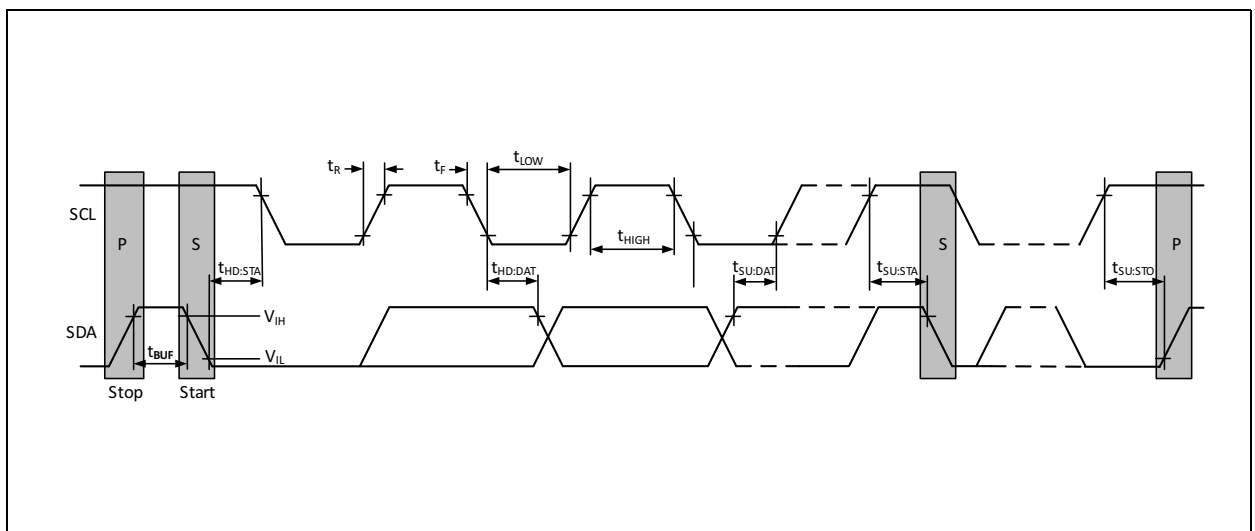 tR
tF
tLOW
SCL
P
S
tHIGH
S
P
tHD:STA
tHD:DAT
tSU:DAT
tSU:STA
tSU:STO
SDA
VIH
tBUF
VIL
Stop
Start